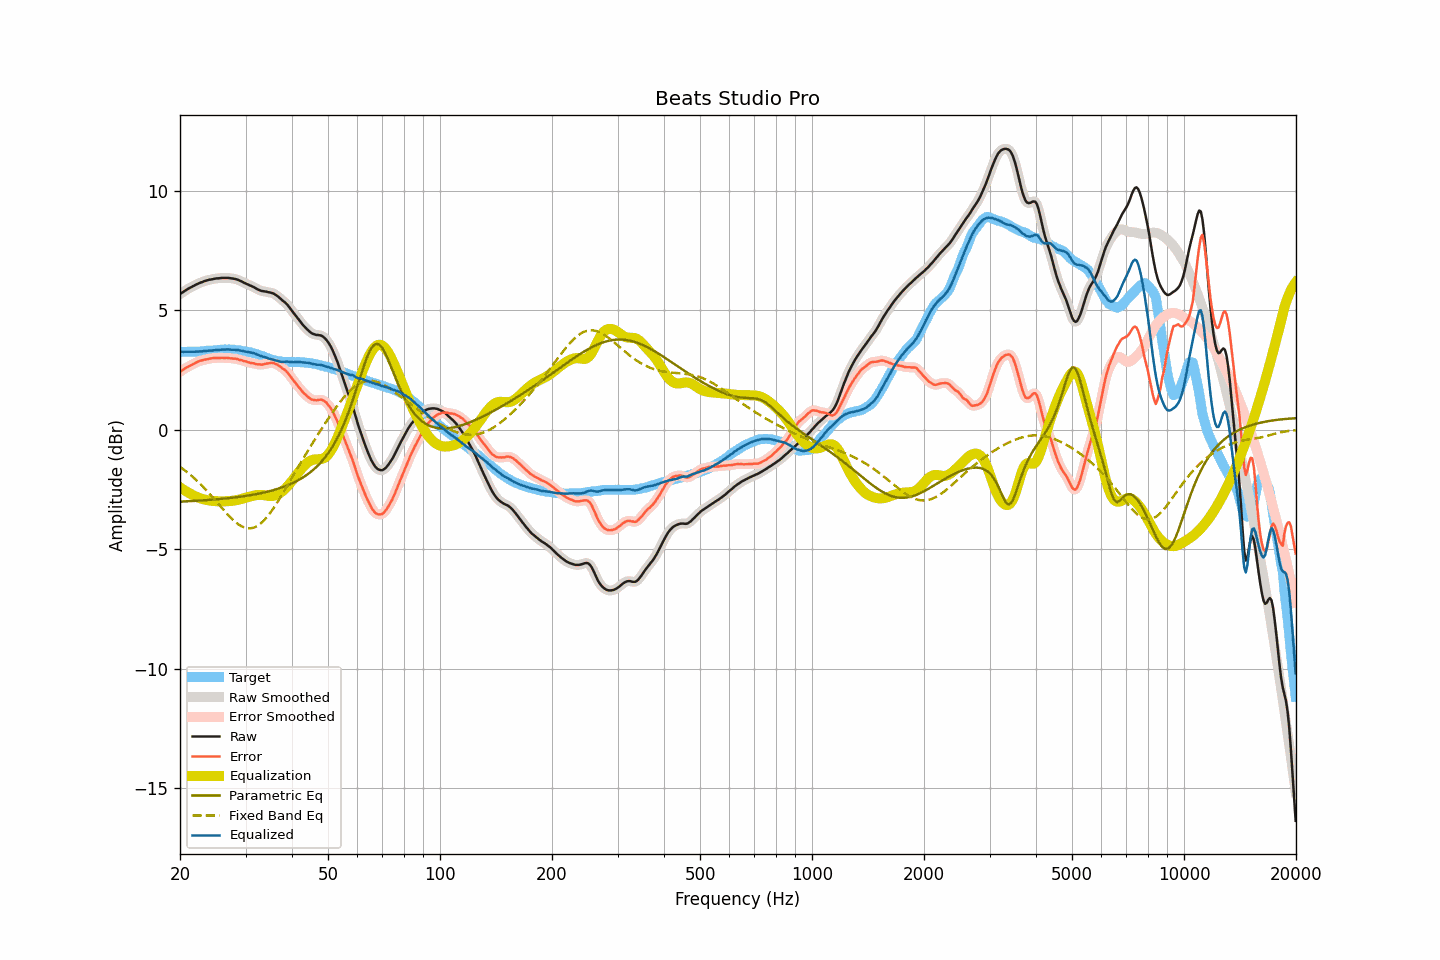 Beats Studio Pro
Amplitude (dBr)
10
5
0
−5
−10
−15
Target
Raw Smoothed
Error Smoothed
Raw
Error
Equalization
Parametric Eq
Fixed Band Eq
Equalized
20 50 100 200 500 1000 2000 5000 10000 20000
Frequency (Hz)